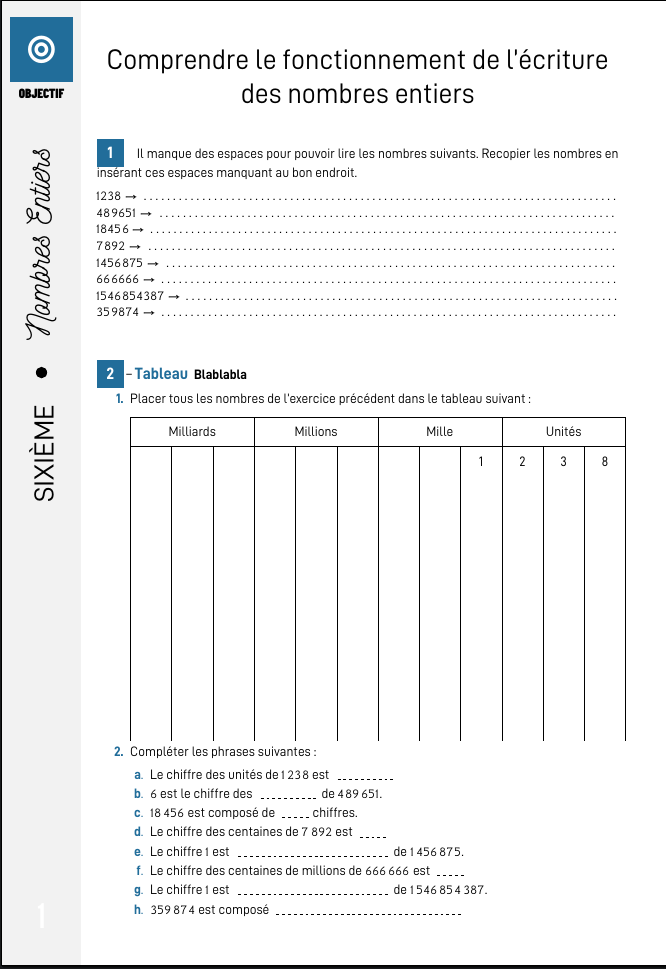 OBJECTIF
Nombres Entiers
SIXIÈME
Comprendre le fonctionnement de l'écriture
des nombres entiers
1 Il manque des espaces pour pouvoir lire les nombres suivants. Recopier les nombres en
insérant ces espaces manquant au bon endroit.
1238 →
489651 →
18456 →
7892 →
1456875 →
666666 →
1546854387 →
359874 →
2 – Tableau Blablabla
1. Placer tous les nombres de l'exercice précédent dans le tableau suivant :
Milliards Millions Mille Unités
1 2 3 8
2. Compléter les phrases suivantes :
a. Le chiffre des unités de 1 238 est
b. 6 est le chiffre des de 489 651.
c. 18 456 est composé de chiffres.
d. Le chiffre des centaines de 7 892 est
e. Le chiffre 1 est de 1 456 875.
f. Le chiffre des centaines de millions de 666 666 est
g. Le chiffre 1 est de 1 546 854 387.
h. 359 874 est composé
1